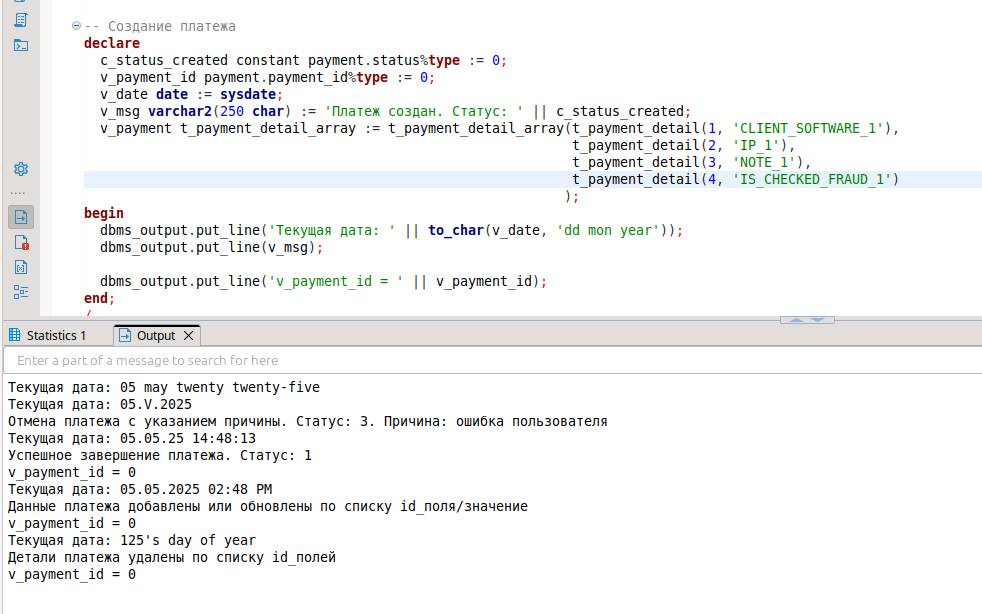 -- Создание платежа
declare
c_status_created constant payment.status%type := 0;
v_payment_id payment.payment_id%type := 0;
v_date date := sysdate;
v_msg varchar2(250 char) := 'Платеж создан. Статус: ' || c_status_created;
v_payment t_payment_detail_array := t_payment_detail_array(t_payment_detail(1, 'CLIENT_SOFTWARE_1'),
t_payment_detail(2, 'IP_1'),
t_payment_detail(3, 'NOTE_1'),
t_payment_detail(4, 'IS_CHECKED_FRAUD_1')
);
begin
dbms_output.put_line('Текущая дата: ' || to_char(v_date, 'dd mon year'));
dbms_output.put_line(v_msg);
dbms_output.put_line('v_payment_id = ' || v_payment_id);
end;
/
Statistics 1 Output
Enter a part of a message to search for here
Текущая дата: 05 may twenty twenty-five
Текущая дата: 05.V.2025
Отмена платежа с указанием причины. Статус: 3. Причина: ошибка пользователя
Текущая дата: 05.05.25 14:48:13
Успешное завершение платежа. Статус: 1
v_payment_id = 0
Текущая дата: 05.05.2025 02:48 PM
Данные платежа добавлены или обновлены по списку id_поля/значение
v_payment_id = 0
Текущая дата: 125's day of year
Детали платежа удалены по списку id_полей
v_payment_id = 0